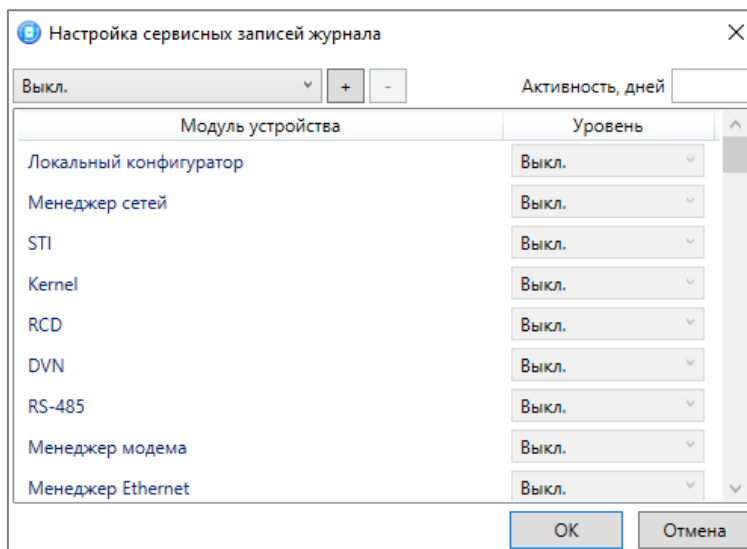 Настройка сервисных записей журнала
Выкл. + - Активность, дней
Модуль устройства Уровень
Локальный конфигуратор Выкл.
Менеджер сетей Выкл.
STI Выкл.
Kernel Выкл.
RCD Выкл.
DVN Выкл.
RS-485 Выкл.
Менеджер модема Выкл.
Менеджер Ethernet Выкл.
OK Отмена